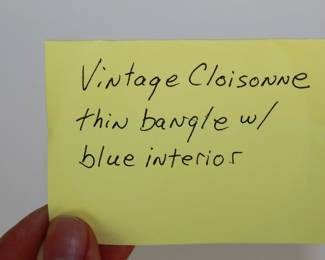 Vintage Cloisonne
thin bangle w/
blue interior